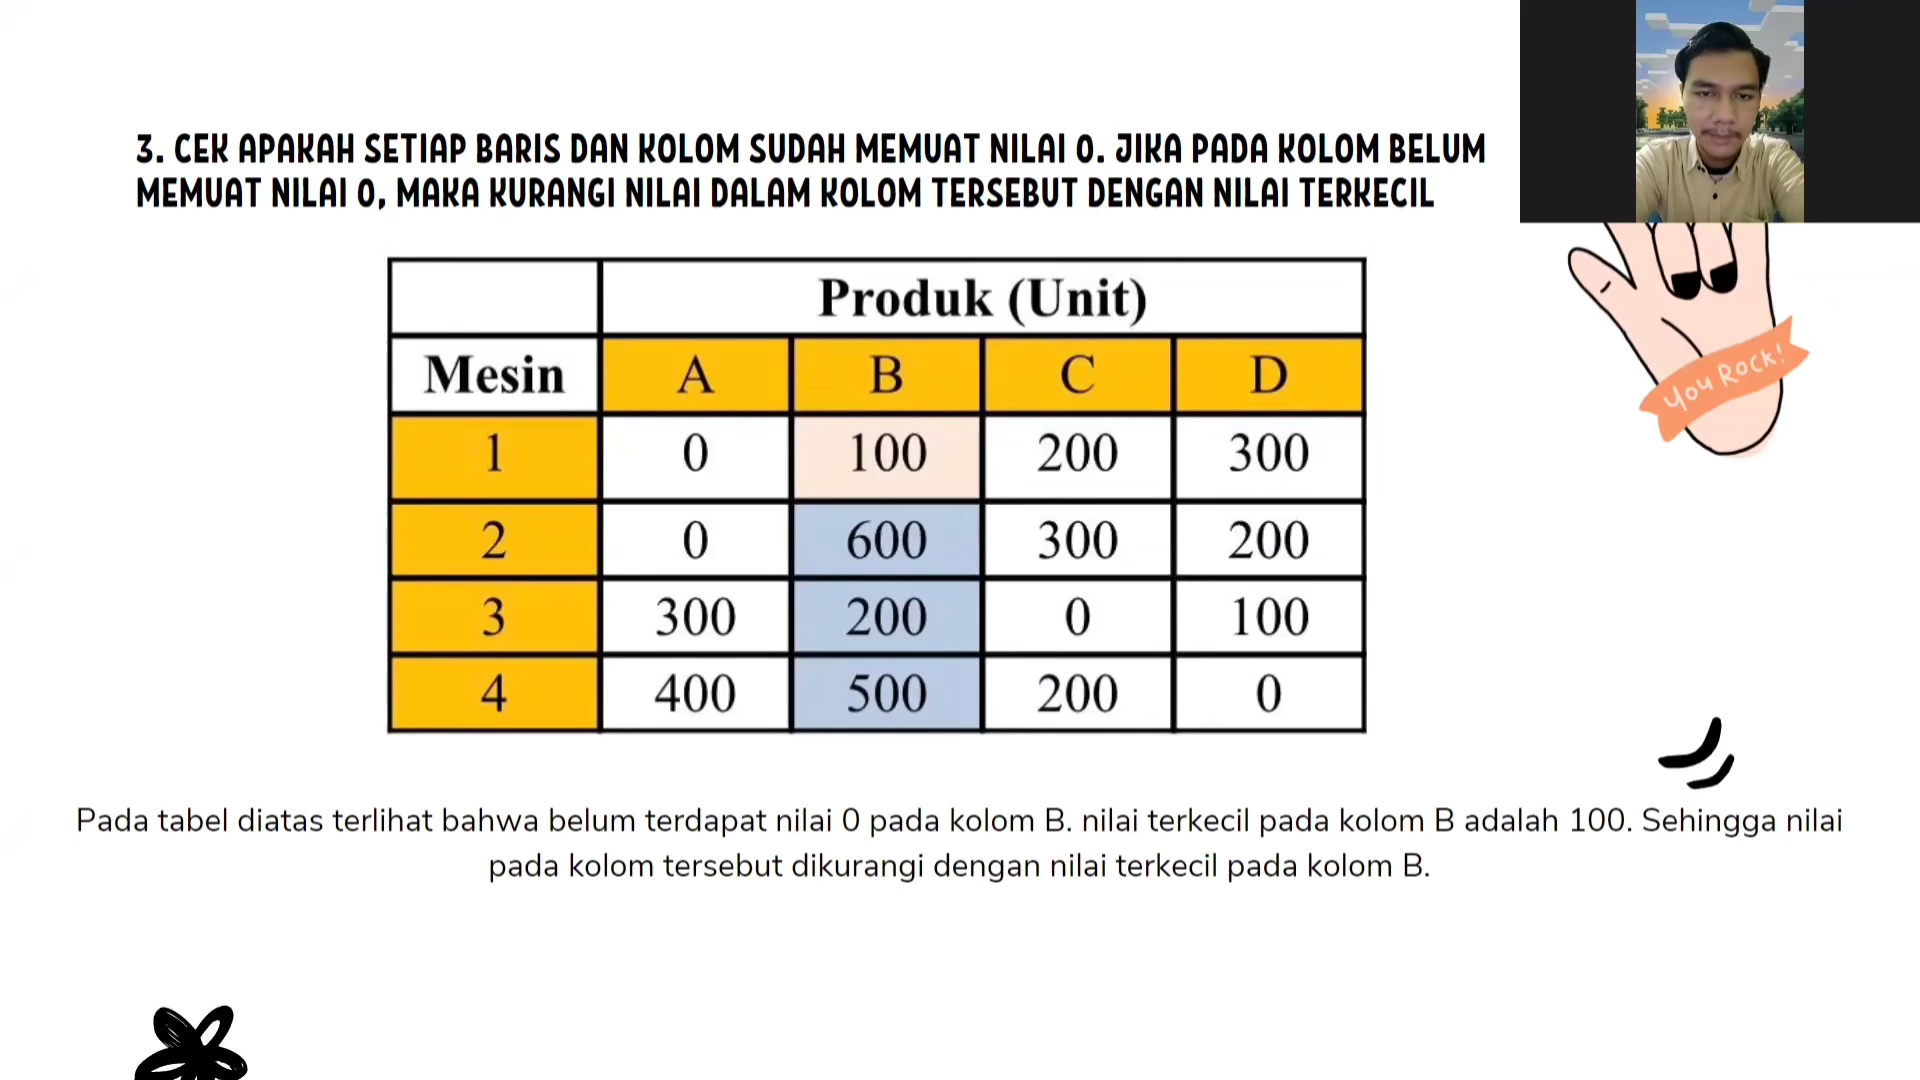 3. CEK APAKAH SETIAP BARIS DAN KOLOM SUDAH MEMUAT NILAI 0. JIKA PADA KOLOM BELUM
MEMUAT NILAI 0, MAKA KURANGI NILAI DALAM KOLOM TERSEBUT DENGAN NILAI TERKECIL
Produk (Unit)
Mesin A B C D
1 0 100 200 300
2 0 600 300 200
3 300 200 0 100
4 400 500 200 0
You Rock!
Pada tabel diatas terlihat bahwa belum terdapat nilai 0 pada kolom B. nilai terkecil pada kolom B adalah 100. Sehingga nilai
pada kolom tersebut dikurangi dengan nilai terkecil pada kolom B.